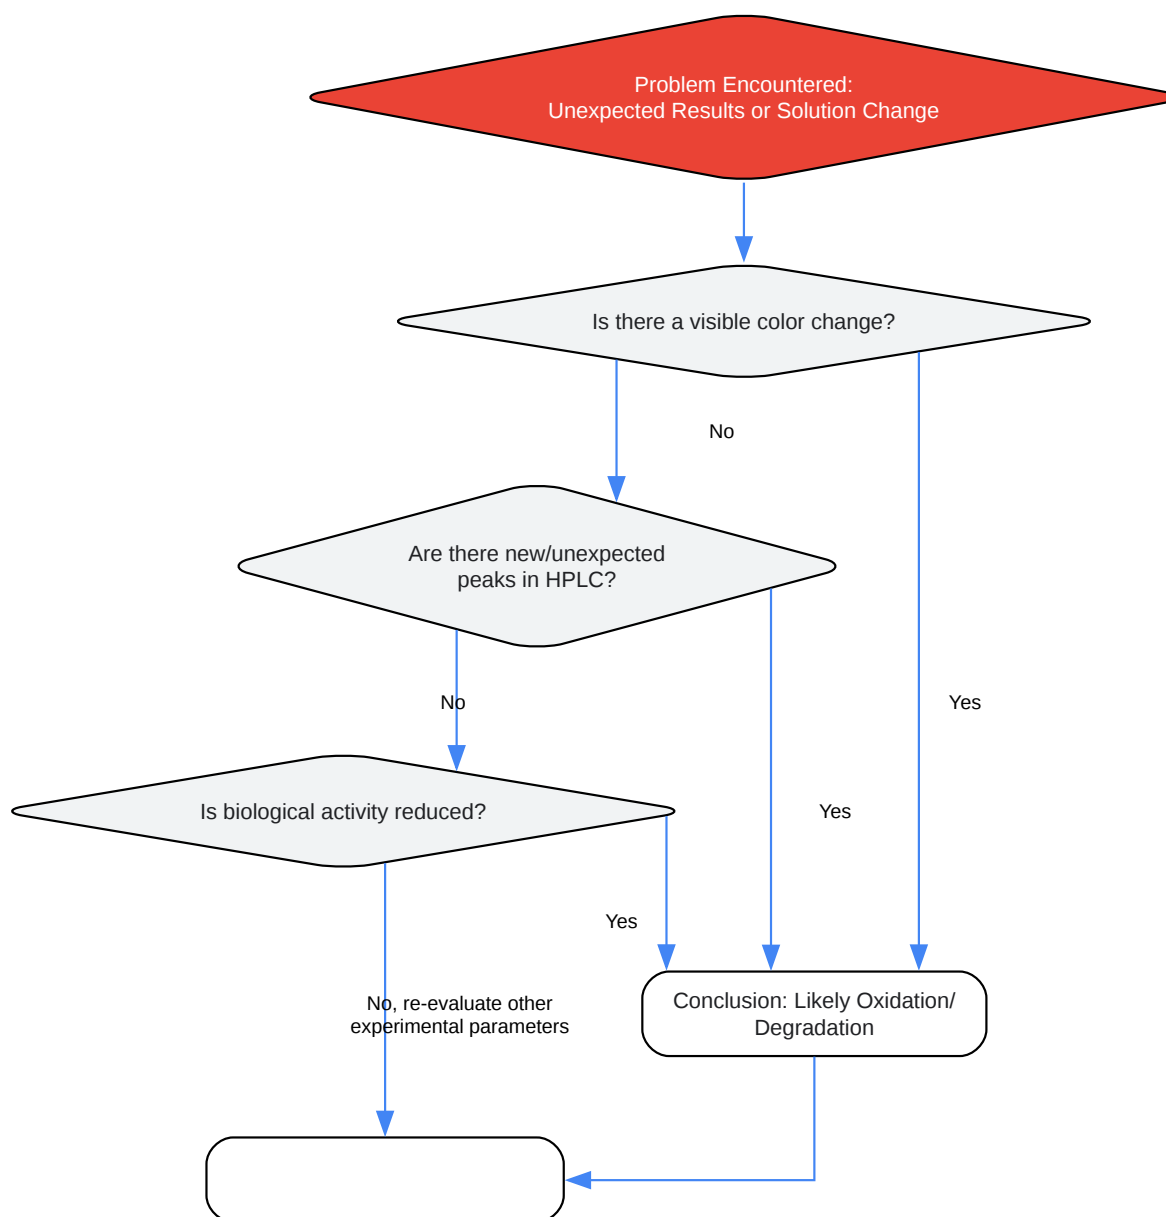 Problem Encountered:
Unexpected Results or Solution Change
Is there a visible color change?
No
Are there new/unexpected
peaks in HPLC?
No
Yes
Is biological activity reduced?
Yes
Yes
No, re-evaluate other
experimental parameters
Conclusion: Likely Oxidation/
Degradation